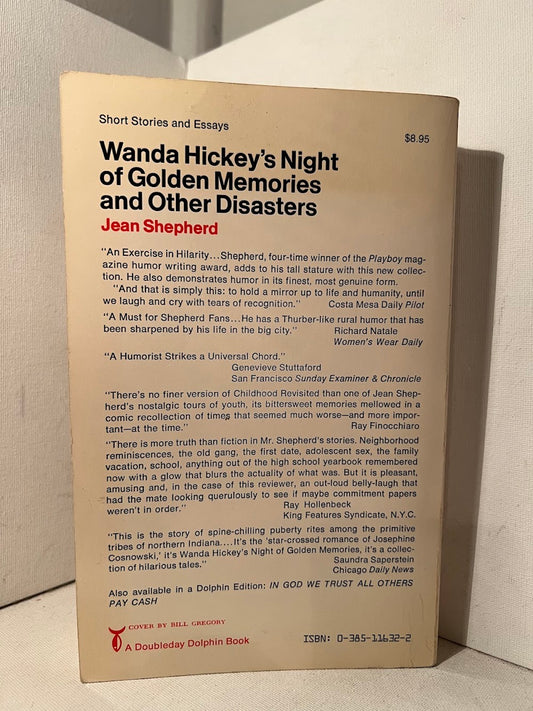 Short Stories and Essays
$8.95
Wanda Hickey's Night
of Golden Memories
and Other Disasters
Jean Shepherd
"An Exercise in Hilarity...Shepherd, four-time winner of the Playboy mag-
azine humor writing award, adds to his tall stature with this new collec-
tion. He also demonstrates humor in its finest, most genuine form.
"And that is simply this: to hold a mirror up to life and humanity, until
we laugh and cry with tears of recognition." Costa Mesa Daily Pilot
"A Must for Shepherd Fans...He has a Thurber-like rural humor that has
been sharpened by his life in the big city." Richard Natale
Women's Wear Daily
"A Humorist Strikes a Universal Chord."
Genevieve Stuttaford
San Francisco Sunday Examiner & Chronicle
"There's no finer version of Childhood Revisited than one of Jean Shep-
herd's nostalgic tours of youth, its bittersweet memories mellowed in a
comic recollection of times that seemed much worse—and more impor-
tant—at the time." Ray Finocchiaro
"There is more truth than fiction in Mr. Shepherd's stories. Neighborhood
reminiscences, the old gang, the first date, adolescent sex, the family
vacation, school, anything out of the high school yearbook remembered
now with a glow that blurs the actuality of what was. But it is pleasant,
amusing and, in the case of this reviewer, an out-loud belly-laugh that
had the mate looking querulously to see if maybe commitment papers
weren't in order." Ray Hollenbeck
King Features Syndicate, N.Y.C.
"This is the story of spine-chilling puberty rites among the primitive
tribes of northern Indiana....It's the 'star-crossed romance of Josephine
Cosnowski,' it's Wanda Hickey's Night of Golden Memories, it's a collec-
tion of hilarious tales." Saundra Saperstein
Chicago Daily News
Also available in a Dolphin Edition: IN GOD WE TRUST ALL OTHERS
PAY CASH
COVER BY BILL GREGORY
A Doubleday Dolphin Book
ISBN: 0-385-11632-2